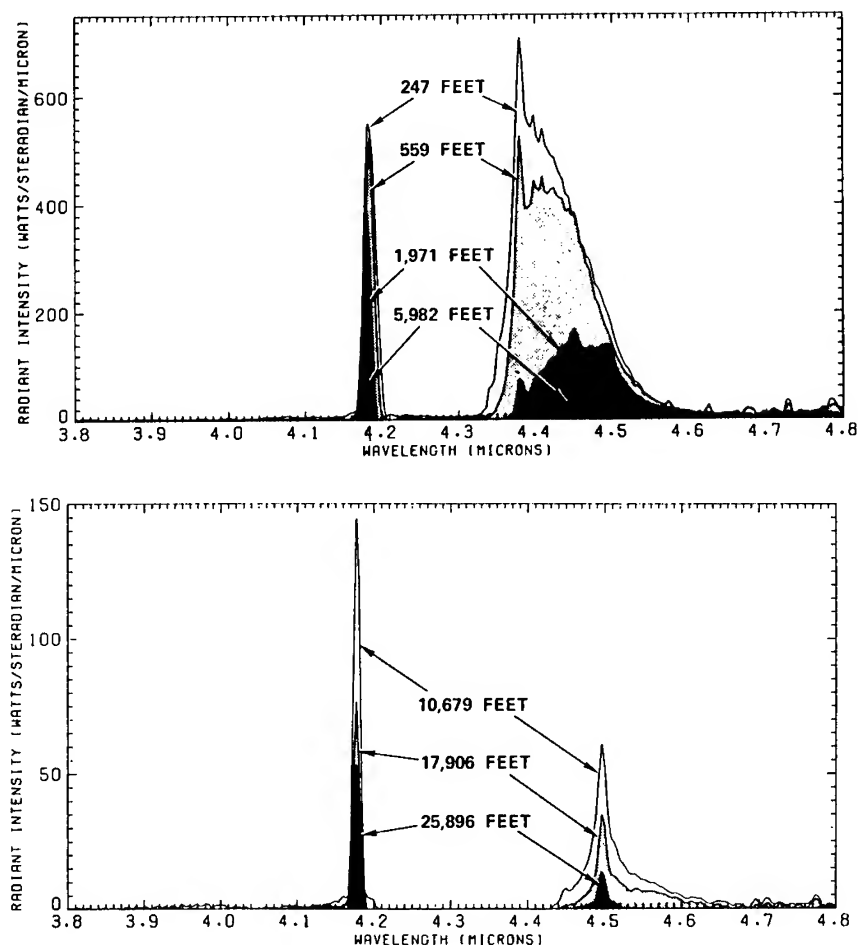 RADIANT INTENSITY (WATTS/STERADIAN/MICRON)
600
400
200
0
247 FEET
559 FEET
1,971 FEET
5,982 FEET
3.8 3.9 4.0 4.1 4.2 4.3 4.4 4.5 4.6 4.7 4.8
WAVELENGTH (MICRONS)
RADIANT INTENSITY (WATTS/STERADIAN/MICRON)
150
100
50
0
10,679 FEET
17,906 FEET
25,896 FEET
3.8 3.9 4.0 4.1 4.2 4.3 4.4 4.5 4.6 4.7 4.8
WAVELENGTH (MICRONS)